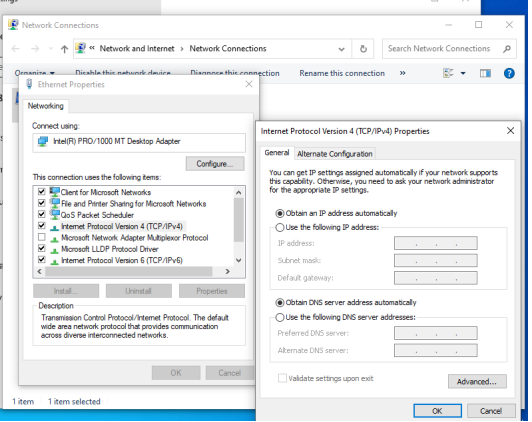 Network Connections
Network and Internet > Network Connections
Search Network Connections
Organize
Disable this network device
Diagnose this connection
Rename this connection
»
Ethernet Properties
Networking
Connect using:
Intel(R) PRO/1000 MT Desktop Adapter
Configure...
This connection uses the following items:
Client for Microsoft Networks
File and Printer Sharing for Microsoft Networks
QoS Packet Scheduler
Internet Protocol Version 4 (TCP/IPv4)
Microsoft Network Adapter Multiplexor Protocol
Microsoft LLDP Protocol Driver
Internet Protocol Version 6 (TCP/IPv6)
Install...
Uninstall
Properties
Description
Transmission Control Protocol/Internet Protocol. The default
wide area network protocol that provides communication
across diverse interconnected networks.
OK
Cancel
1 item
1 item selected
Internet Protocol Version 4 (TCP/IPv4) Properties
General
Alternate Configuration
You can get IP settings assigned automatically if your network supports
this capability. Otherwise, you need to ask your network administrator
for the appropriate IP settings.
Obtain an IP address automatically
Use the following IP address:
IP address:
Subnet mask:
Default gateway:
Obtain DNS server address automatically
Use the following DNS server addresses:
Preferred DNS server:
Alternate DNS server:
Validate settings upon exit
Advanced...
OK
Cancel